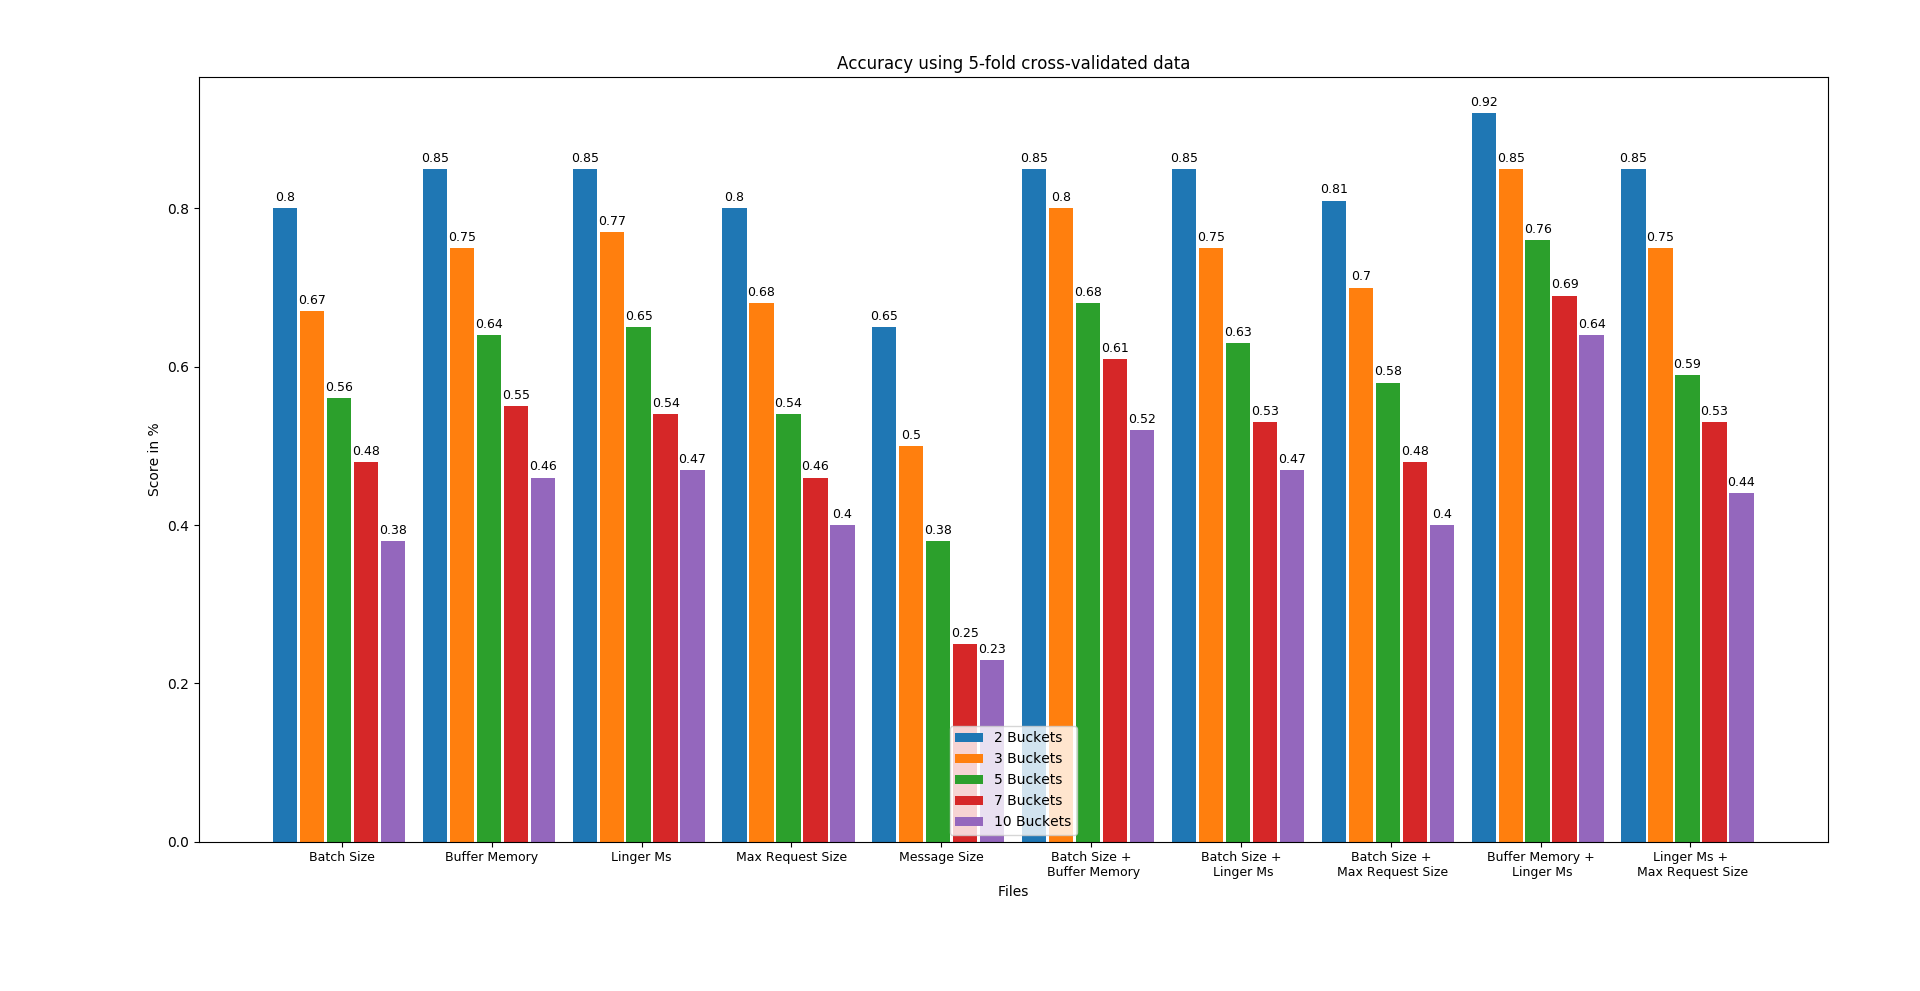 Accuracy using 5-fold cross-validated data
Score in %
0.8
0.6
0.4
0.2
0.0
0.8
0.67
0.56
0.48
0.38
0.85
0.75
0.64
0.55
0.46
0.85
0.77
0.65
0.54
0.47
0.8
0.68
0.54
0.46
0.4
0.65
0.5
0.38
0.25
0.23
0.85
0.8
0.68
0.61
0.52
0.85
0.75
0.63
0.53
0.47
0.81
0.7
0.58
0.48
0.4
0.92
0.85
0.76
0.69
0.64
0.85
0.75
0.59
0.53
0.44
2 Buckets
3 Buckets
5 Buckets
7 Buckets
10 Buckets
Batch Size
Buffer Memory
Linger Ms
Max Request Size
Message Size
Batch Size +
Buffer Memory
Batch Size +
Linger Ms
Batch Size +
Max Request Size
Buffer Memory +
Linger Ms
Linger Ms +
Max Request Size
Files